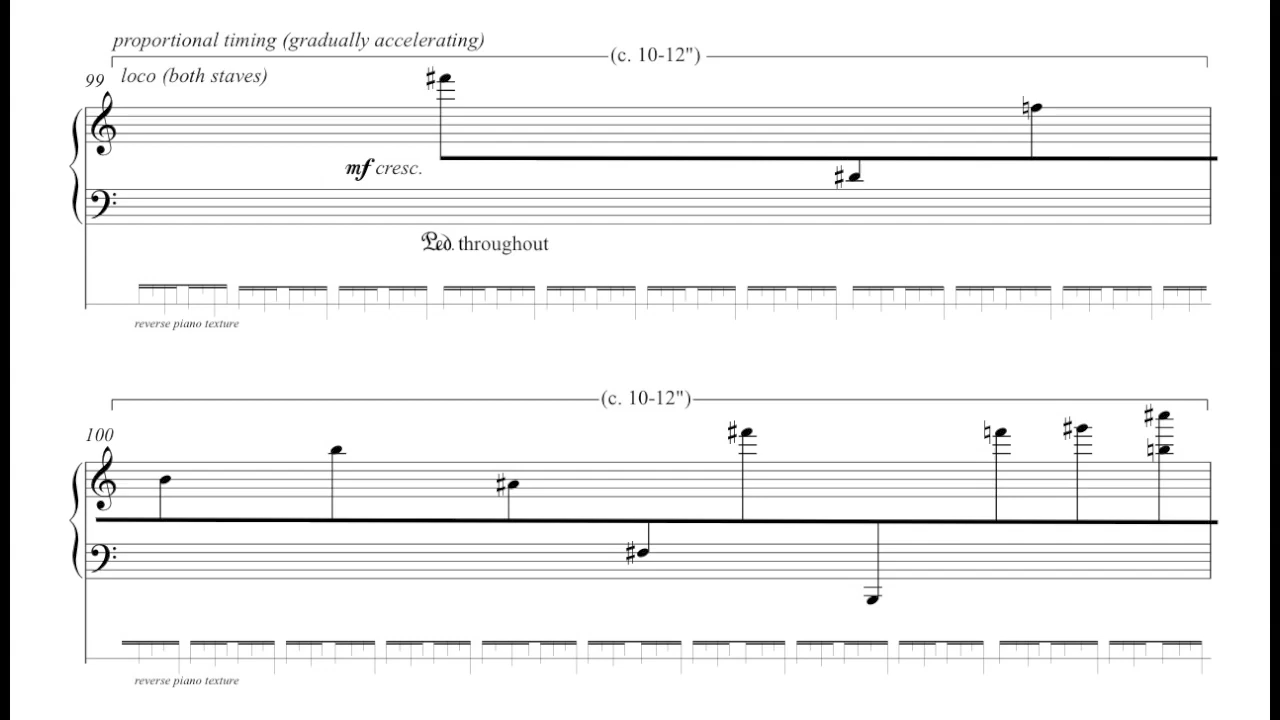 proportional timing (gradually accelerating)
(c. 10-12")
99 loco (both staves)
mf cresc.
Ped. throughout
reverse piano texture
(c. 10-12")
100
reverse piano texture